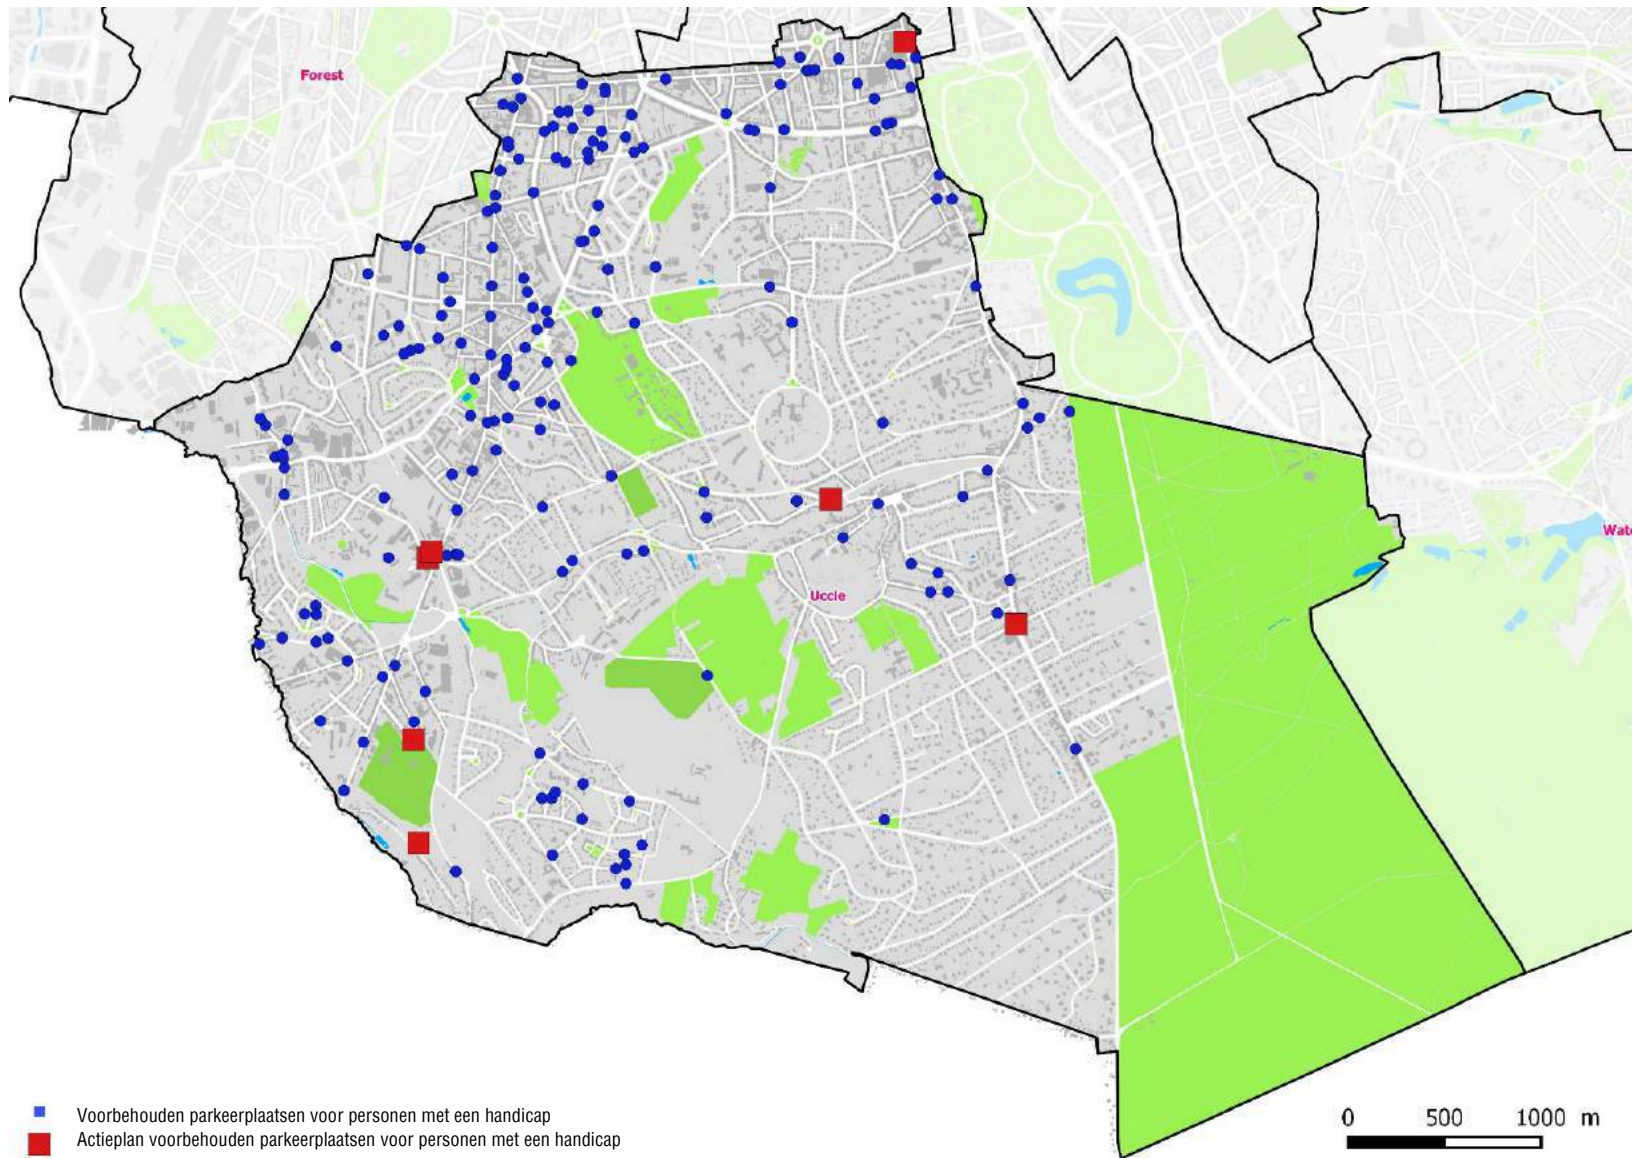 Forest
Wate
Uccle
Voorbehouden parkeerplaatsen voor personen met een handicap
Actieplan voorbehouden parkeerplaatsen voor personen met een handicap
0 500 1000 m